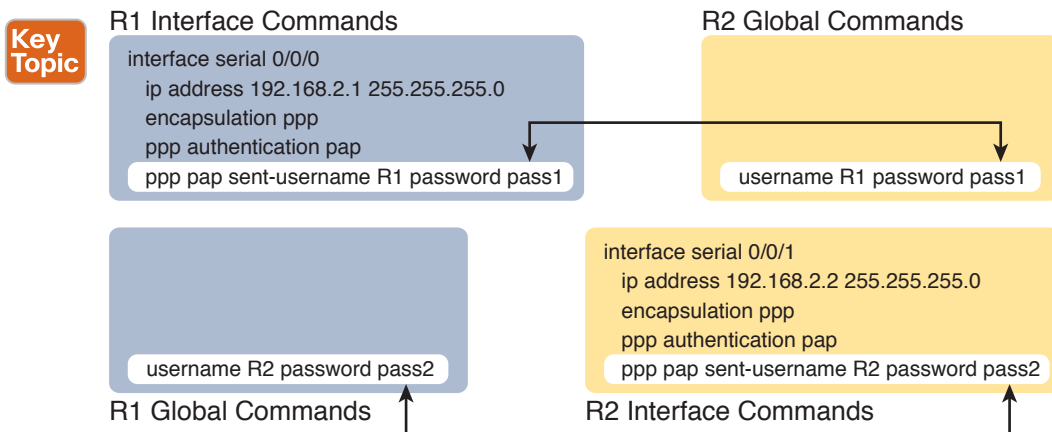 Key
Topic
R1 Interface Commands
interface serial 0/0/0
ip address 192.168.2.1 255.255.255.0
encapsulation ppp
ppp authentication pap
ppp pap sent-username R1 password pass1
R2 Global Commands
username R1 password pass1
username R2 password pass2
R1 Global Commands
interface serial 0/0/1
ip address 192.168.2.2 255.255.255.0
encapsulation ppp
ppp authentication pap
ppp pap sent-username R2 password pass2
R2 Interface Commands